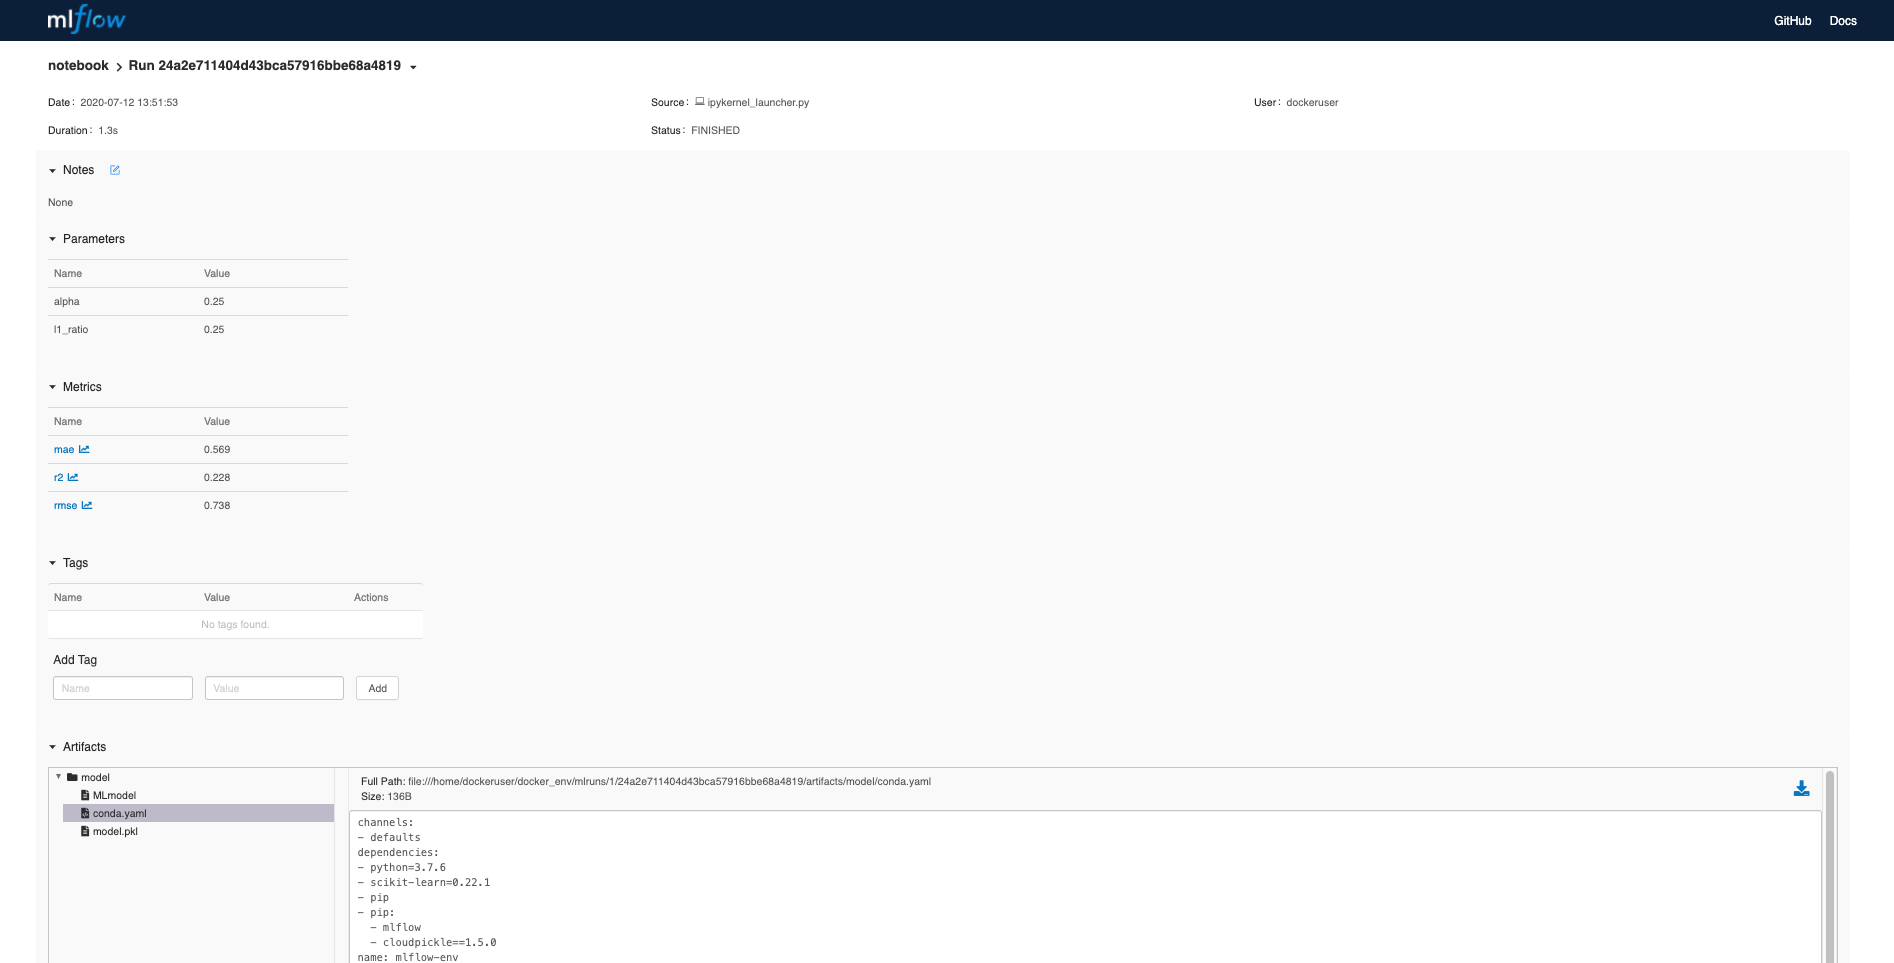 mlflow
GitHub Docs
notebook > Run 24a2e711404d43bca57916bbe68a4819
Date: 2020-07-12 13:51:53
Source: ipykernel_launcher.py
User: dockeruser
Duration: 1.3s
Status: FINISHED
Notes
None
Parameters
Name Value
alpha 0.25
l1_ratio 0.25
Metrics
Name Value
mae 0.569
r2 0.228
rmse 0.738
Tags
Name Value Actions
No tags found.
Add Tag
Name Value Add
Artifacts
model
MLmodel
conda.yaml
model.pkl
Full Path: file:///home/dockeruser/docker_env/mlruns/1/24a2e711404d43bca57916bbe68a4819/artifacts/model/conda.yaml
Size: 136B
channels:
- defaults
dependencies:
- python=3.7.6
- scikit-learn=0.22.1
- pip
- pip:
  - mlflow
  - cloudpickle==1.5.0
name: mlflow-env